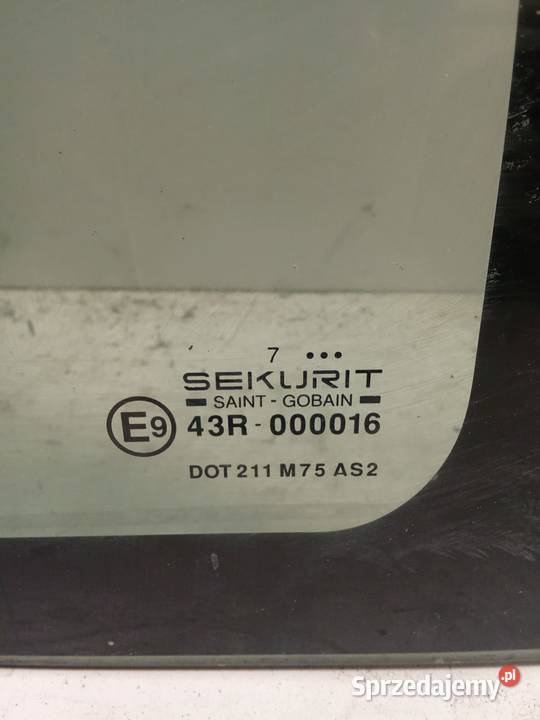 7 •••
SEKURIT
SAINT - GOBAIN
E9 43R - 000016
DOT 211 M75 AS2
Sprzedajemy.pl